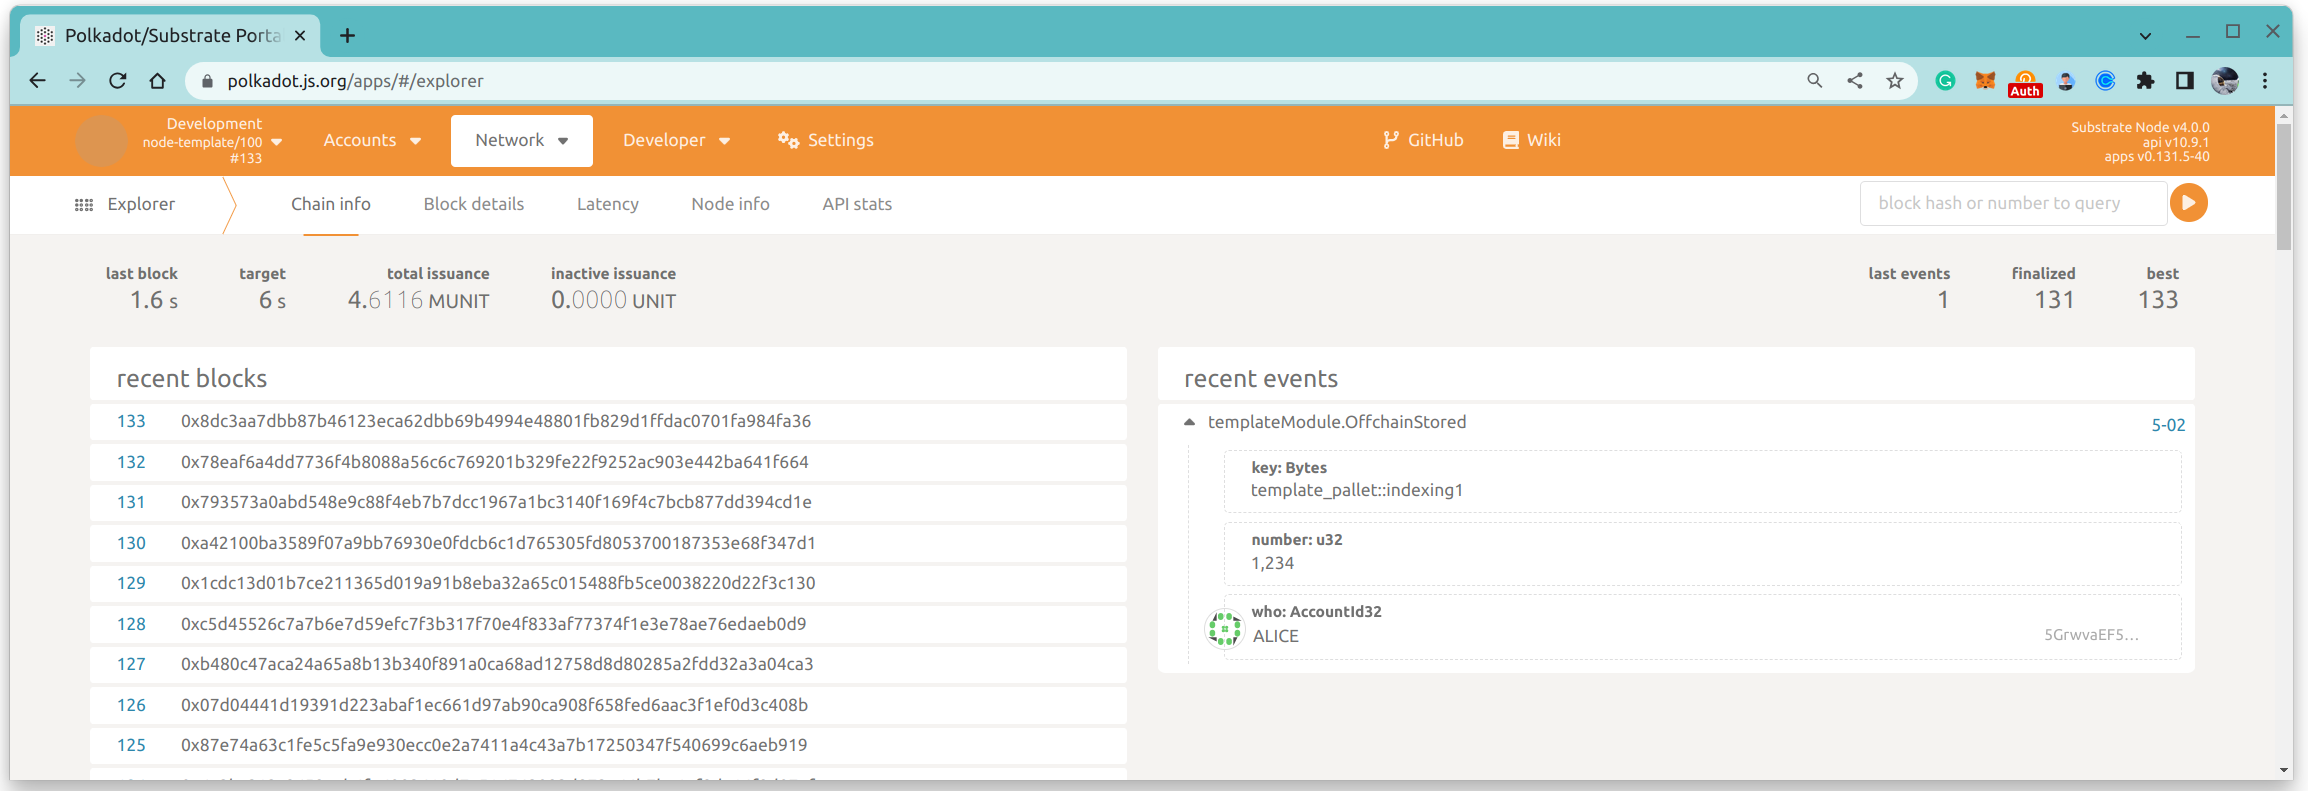 Polkadot/Substrate Porta
polkadot.js.org/apps/#/explorer
Auth
Development
node-template/100
#133
Accounts
Network
Developer
Settings
GitHub
Wiki
Substrate Node v4.0.0
api v10.9.1
apps v0.131.5-40
Explorer
Chain info
Block details
Latency
Node info
API stats
block hash or number to query
last block
1.6 s
target
6 s
total issuance
4.6116 MUNIT
inactive issuance
0.0000 UNIT
last events
1
finalized
131
best
133
recent blocks
133 0x8dc3aa7dbb87b46123eca62dbb69b4994e48801fb829d1ffdac0701fa984fa36
132 0x78eaf6a4dd7736f4b8088a56c6c769201b329fe22f9252ac903e442ba641f664
131 0x793573a0abd548e9c88f4eb7b7dcc1967a1bc3140f169f4c7bcb877dd394cd1e
130 0xa42100ba3589f07a9bb76930e0fdcb6c1d765305fd8053700187353e68f347d1
129 0x1cdc13d01b7ce211365d019a91b8eba32a65c015488fb5ce0038220d22f3c130
128 0xc5d45526c7a7b6e7d59efc7f3b317f70e4f833af77374f1e3e78ae76edaeb0d9
127 0xb480c47aca24a65a8b13b340f891a0ca68ad12758d8d80285a2fdd32a3a04ca3
126 0x07d04441d19391d223abaf1ec661d97ab90ca908f658fed6aac3f1ef0d3c408b
125 0x87e74a63c1fe5c5fa9e930ecc0e2a7411a4c43a7b17250347f540699c6aeb919
recent events
templateModule.OffchainStored
5-02
key: Bytes
template_pallet::indexing1
number: u32
1,234
who: AccountId32
ALICE
5GrwvaEF5…